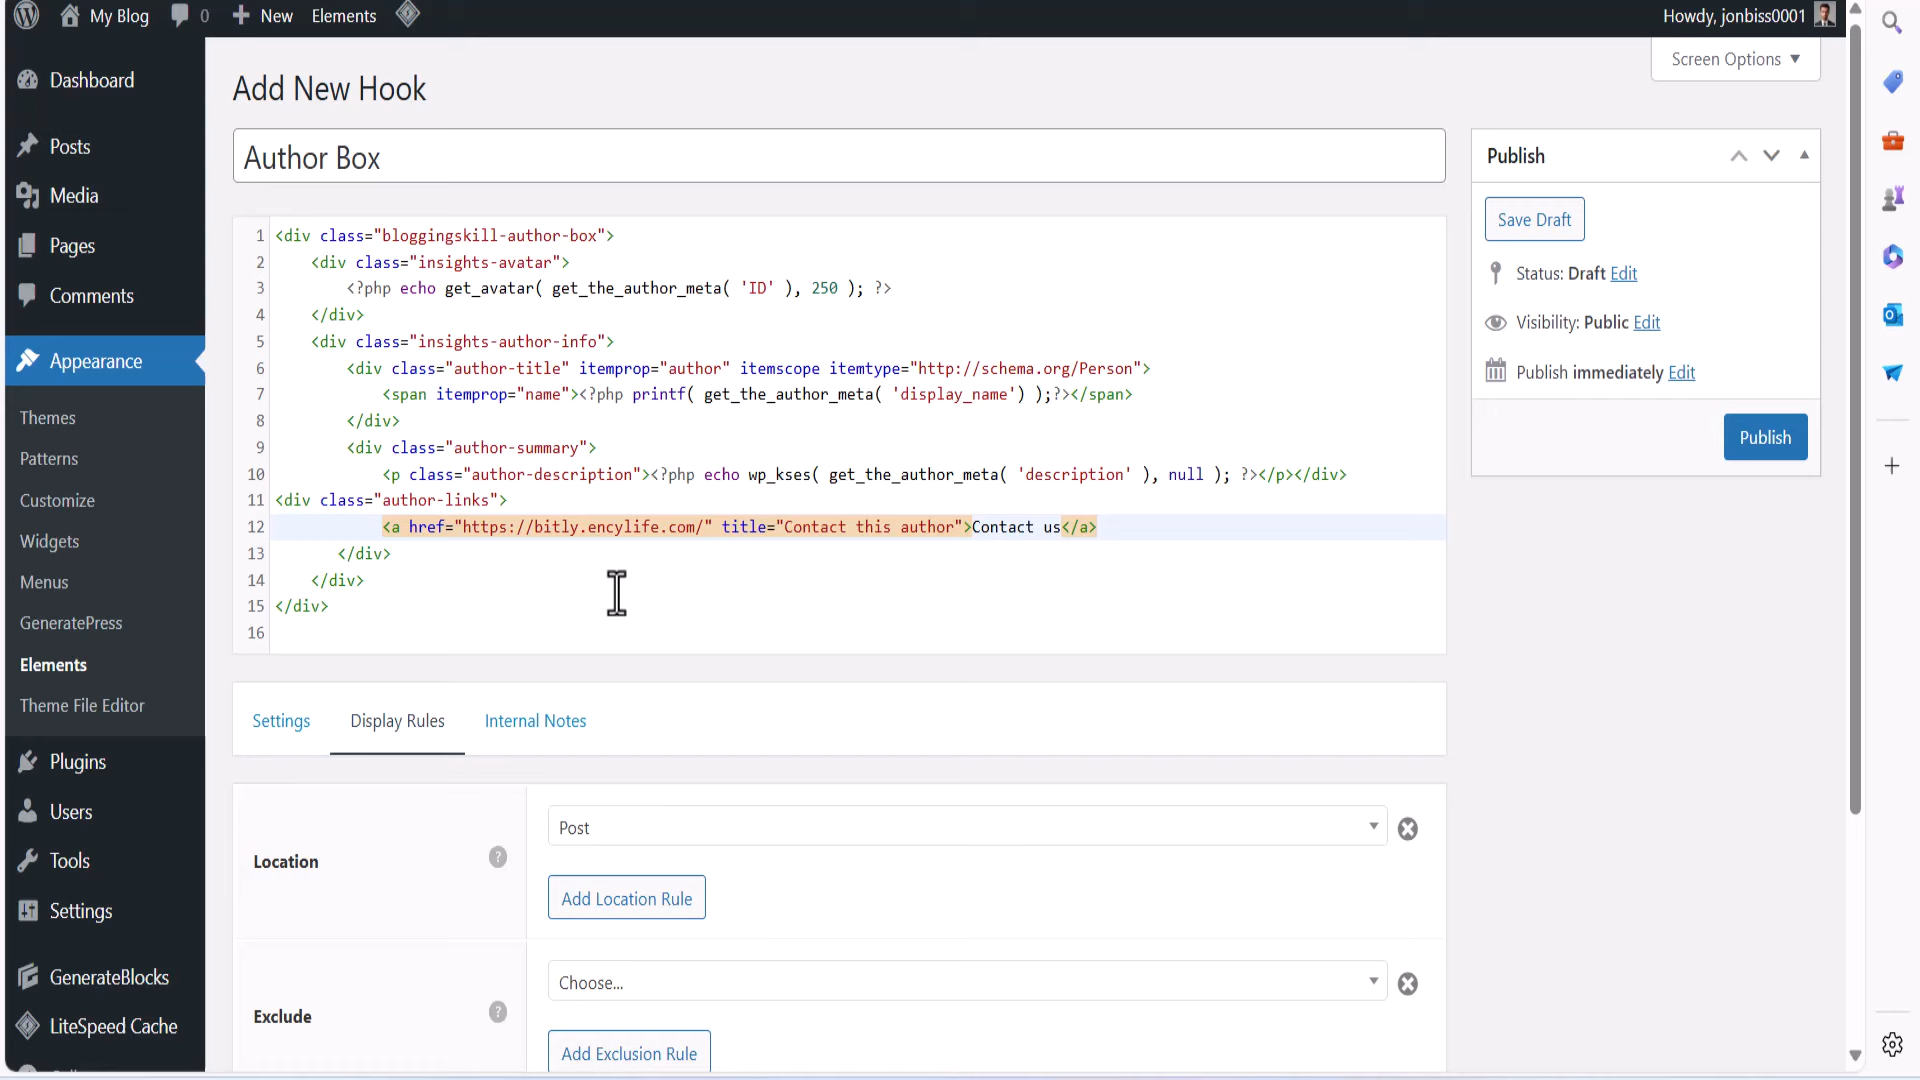 My Blog 0 New Elements Howdy, jonbiss0001
Screen Options
Dashboard
Posts
Media
Pages
Comments
Appearance
Themes
Patterns
Customize
Widgets
Menus
GeneratePress
Elements
Theme File Editor
Plugins
Users
Tools
Settings
GenerateBlocks
LiteSpeed Cache
Add New Hook
Author Box
1 <div class="bloggingskill-author-box">
2 <div class="insights-avatar">
3 <?php echo get_avatar( get_the_author_meta( 'ID' ), 250 ); ?>
4 </div>
5 <div class="insights-author-info">
6 <div class="author-title" itemprop="author" itemscope itemtype="http://schema.org/Person">
7 <span itemprop="name"><?php printf( get_the_author_meta( 'display_name') );?></span>
8 </div>
9 <div class="author-summary">
10 <p class="author-description"><?php echo wp_kses( get_the_author_meta( 'description' ), null ); ?></p></div>
11 <div class="author-links">
12 <a href="https://bitly.encylife.com/" title="Contact this author">Contact us</a>
13 </div>
14 </div>
15 </div>
16
Settings Display Rules Internal Notes
Location ?
Post
Add Location Rule
Exclude ?
Choose...
Add Exclusion Rule
Publish
Save Draft
Status: Draft Edit
Visibility: Public Edit
Publish immediately Edit
Publish